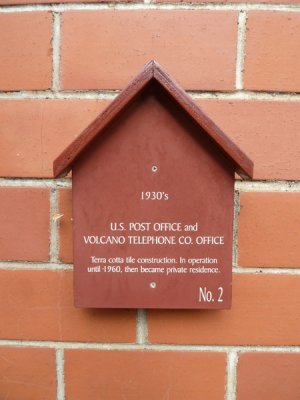 1930's
U.S. POST OFFICE and
VOLCANO TELEPHONE CO. OFFICE
Terra cotta tile construction. In operation
until 1960, then became private residence.
No. 2